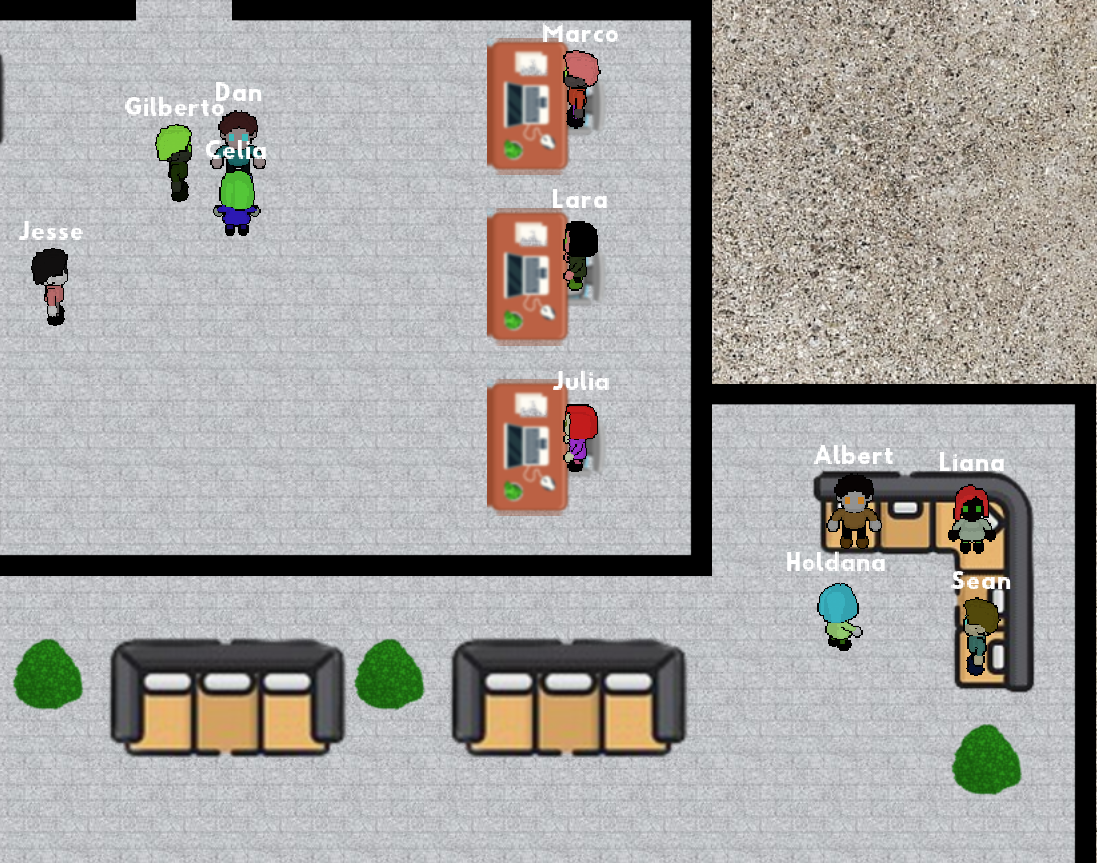 Marco
Dan
Gilberto
Celia
Lara
Jesse
Julia
Albert
Liana
Holdana
Sean